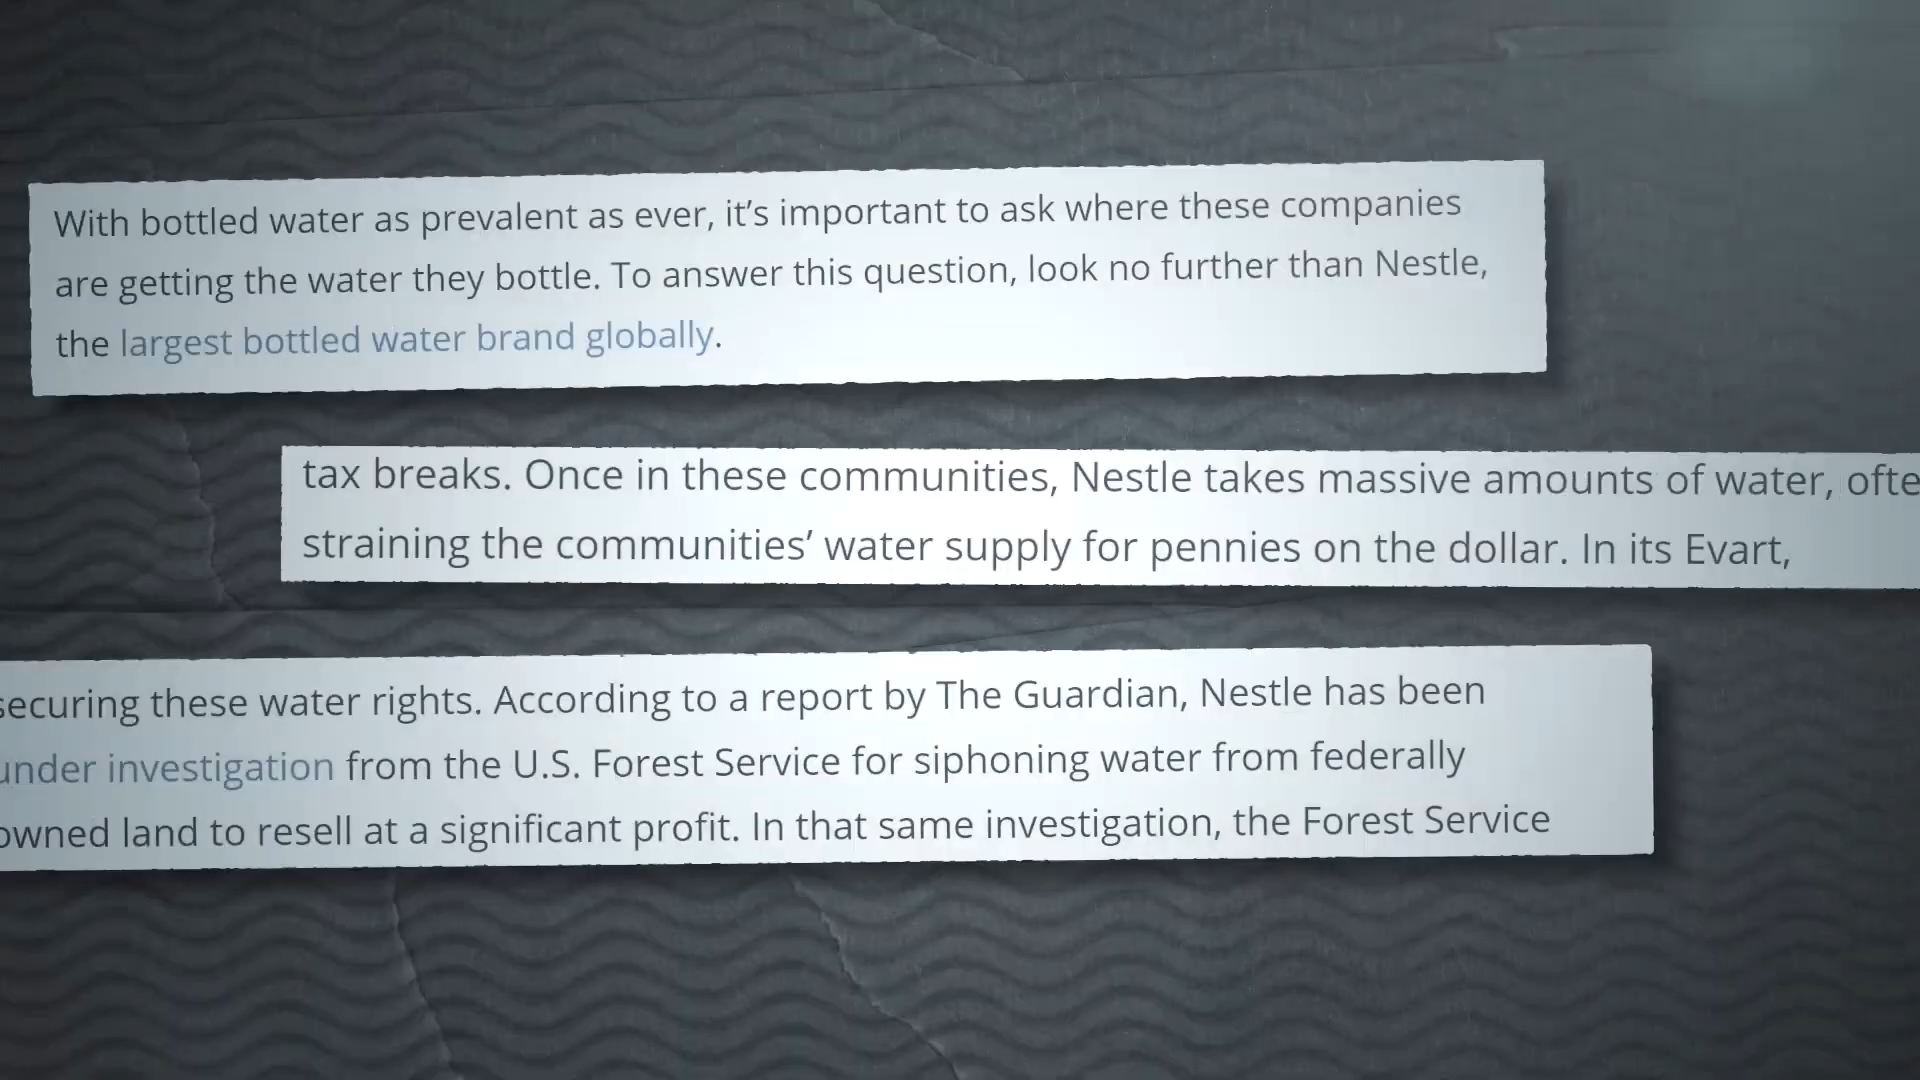 With bottled water as prevalent as ever, it’s important to ask where these companies
are getting the water they bottle. To answer this question, look no further than Nestle,
the largest bottled water brand globally.
tax breaks. Once in these communities, Nestle takes massive amounts of water, ofte
straining the communities’ water supply for pennies on the dollar. In its Evart,
securing these water rights. According to a report by The Guardian, Nestle has been
under investigation from the U.S. Forest Service for siphoning water from federally
owned land to resell at a significant profit. In that same investigation, the Forest Service